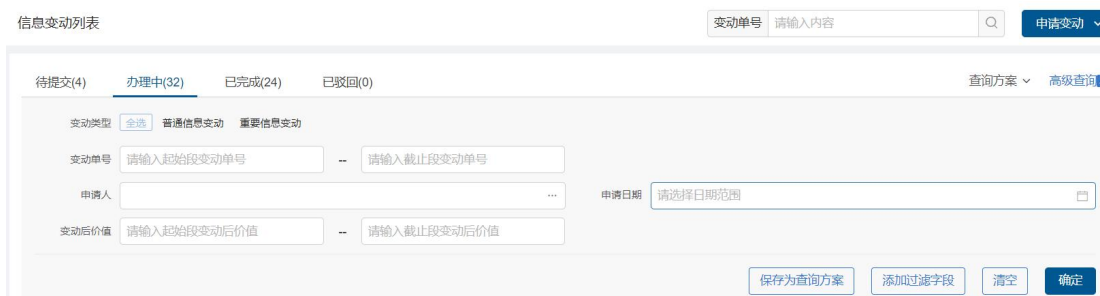 信息变动列表 变动单号 请输入内容 申请变动
待提交(4) 办理中(32) 已完成(24) 已驳回(0) 查询方案 高级查询
变动类型 全选 普通信息变动 重要信息变动
变动单号 请输入起始段变动单号 -- 请输入截止段变动单号
申请人 ... 申请日期 请选择日期范围
变动后价值 请输入起始段变动后价值 -- 请输入截止段变动后价值
保存为查询方案 添加过滤字段 清空 确定